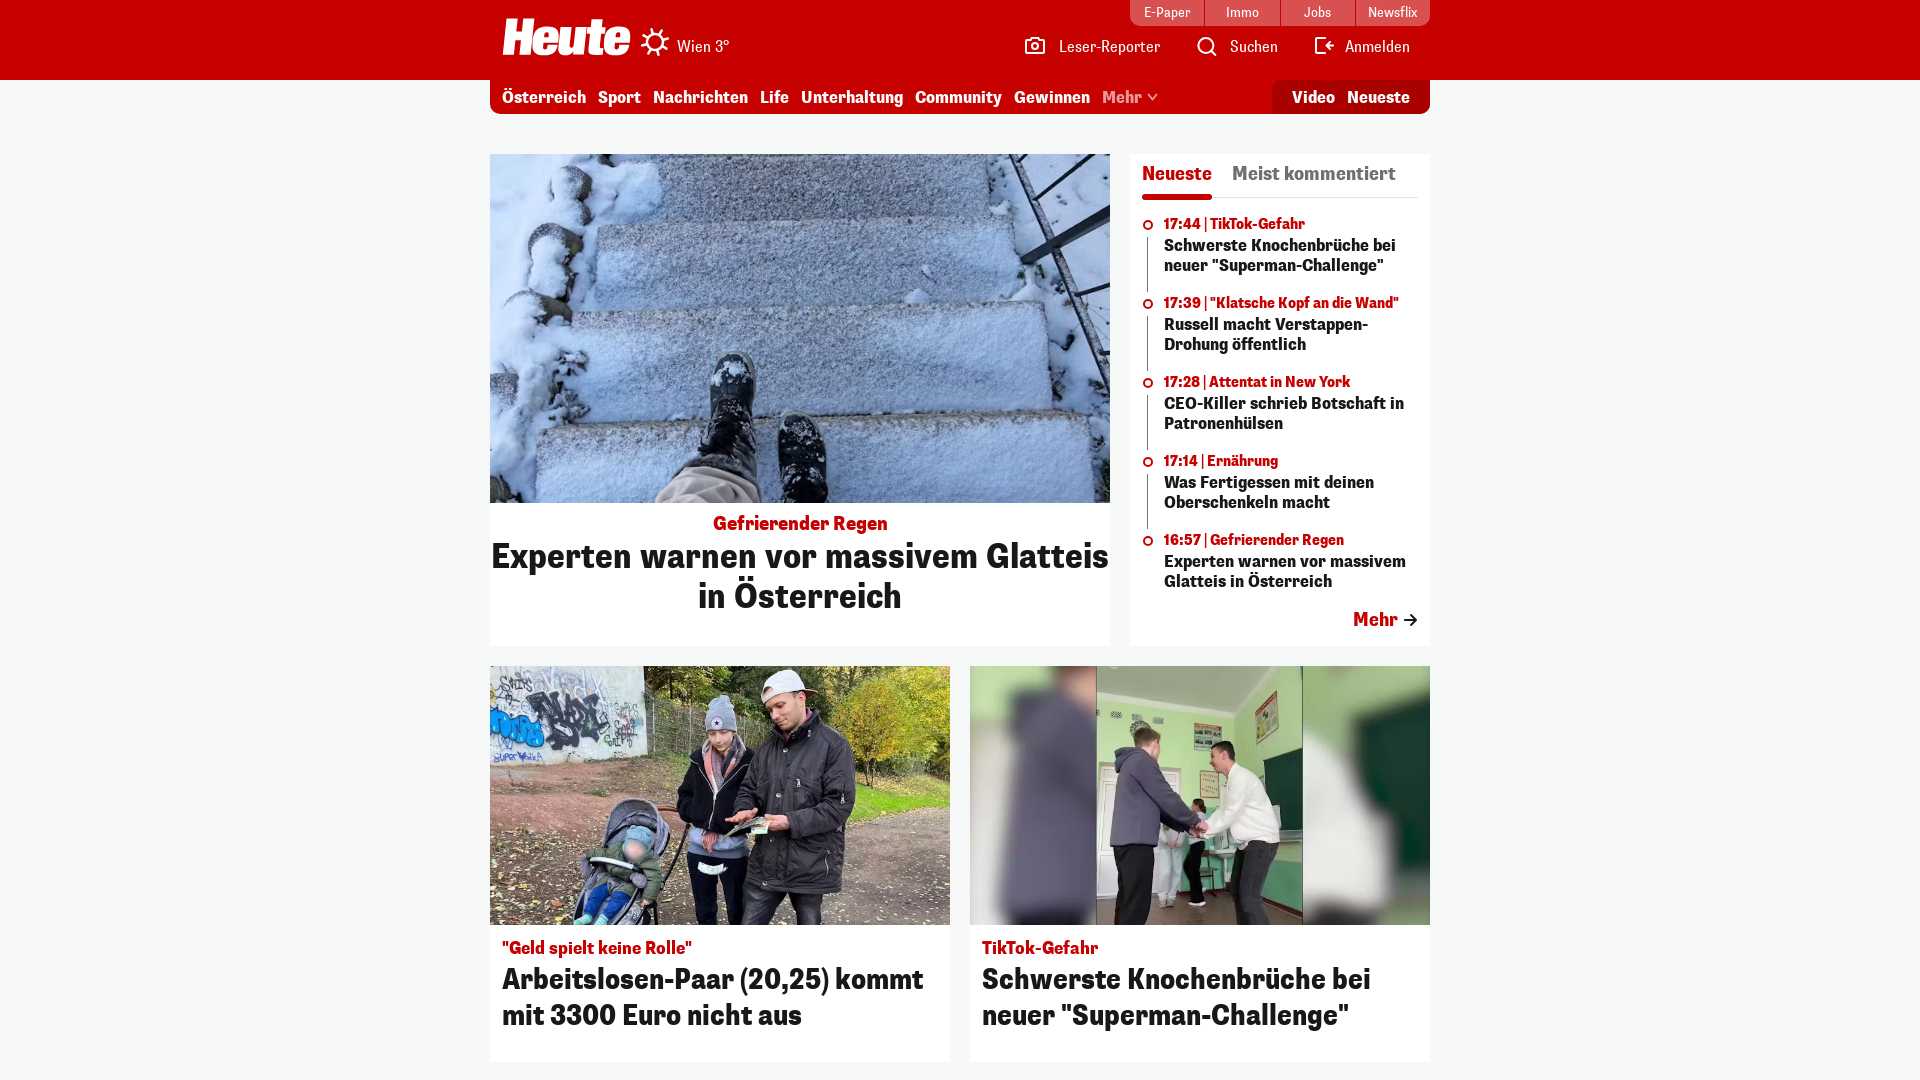 E-Paper
Immo
Jobs
Newsflix
Heute
Wien 3°
Leser-Reporter
Suchen
Anmelden
Österreich
Sport
Nachrichten
Life
Unterhaltung
Community
Gewinnen
Mehr
Video
Neueste
Gefrierender Regen
Experten warnen vor massivem Glatteis
in Österreich
Neueste
Meist kommentiert
17:44 | TikTok-Gefahr
Schwerste Knochenbrüche bei
neuer "Superman-Challenge"
17:39 | "Klatsche Kopf an die Wand"
Russell macht Verstappen-
Drohung öffentlich
17:28 | Attentat in New York
CEO-Killer schrieb Botschaft in
Patronenhülsen
17:14 | Ernährung
Was Fertigessen mit deinen
Oberschenkeln macht
16:57 | Gefrierender Regen
Experten warnen vor massivem
Glatteis in Österreich
Mehr
"Geld spielt keine Rolle"
Arbeitslosen-Paar (20,25) kommt
mit 3300 Euro nicht aus
TikTok-Gefahr
Schwerste Knochenbrüche bei
neuer "Superman-Challenge"